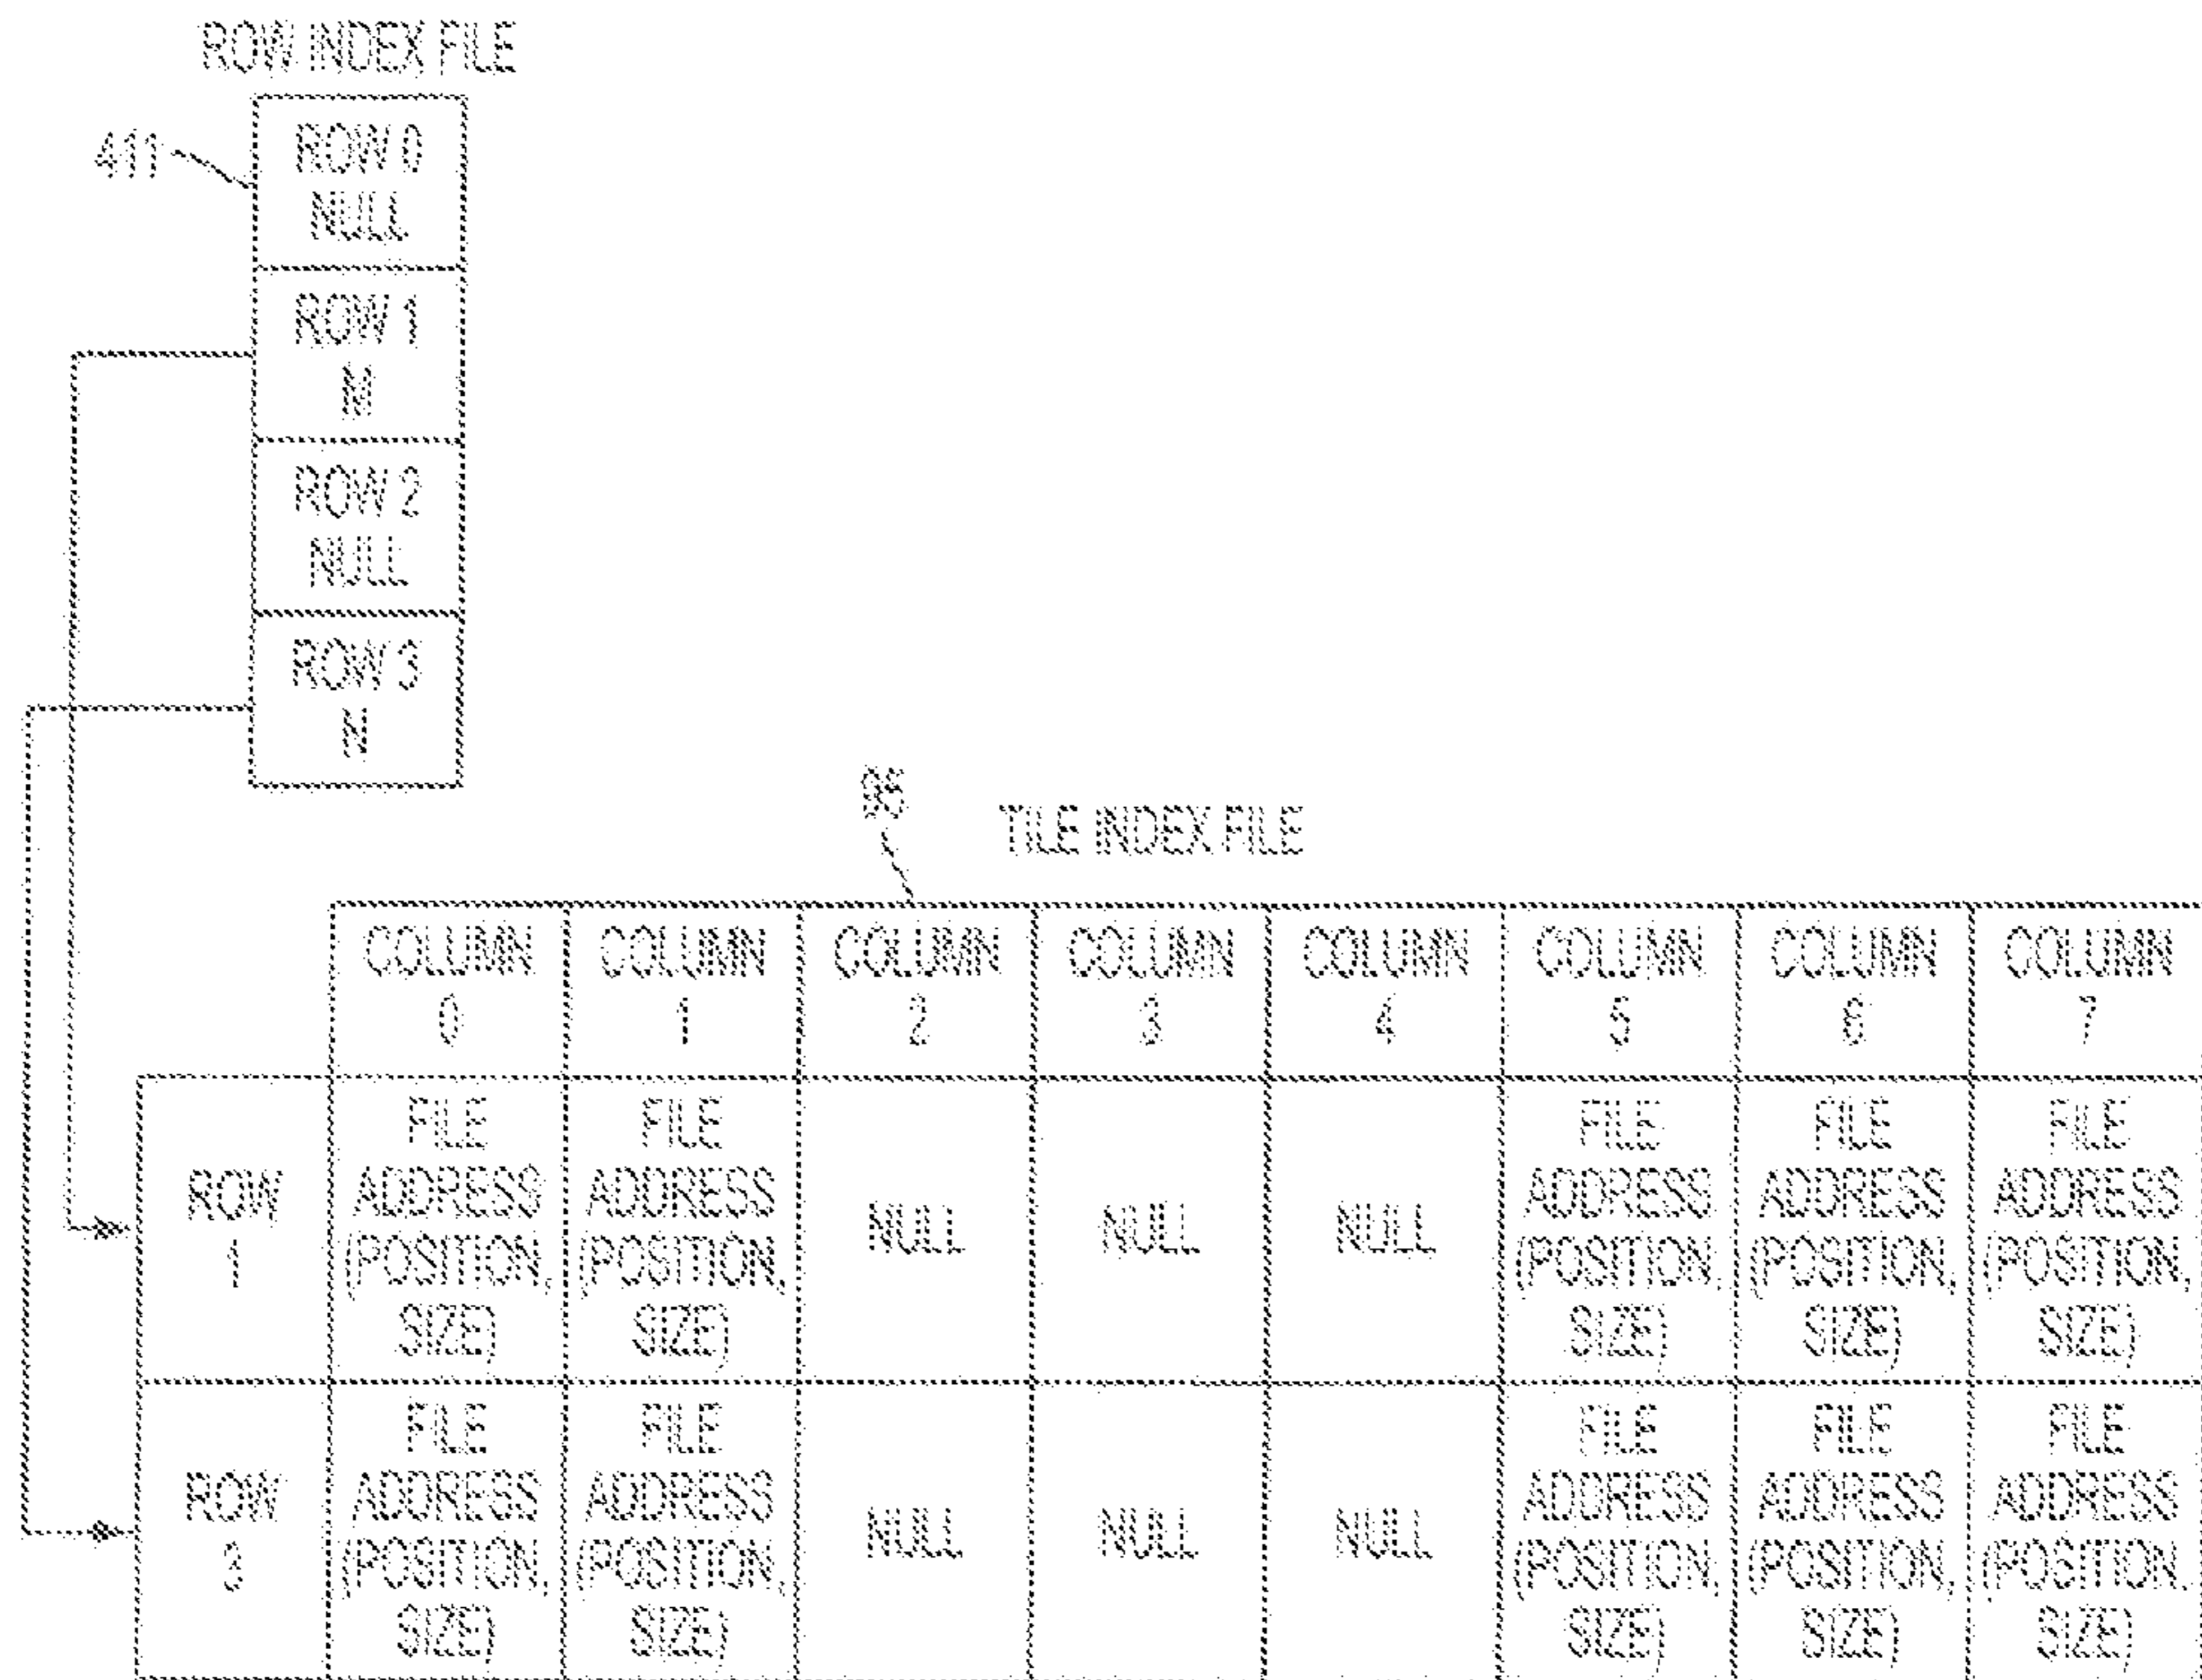 ROW INDEX FILE
411
ROW 0
NULL
ROW 1
M
ROW 2
NULL
ROW 3
N
95
TILE INDEX FILE
COLUMN 0
COLUMN 1
COLUMN 2
COLUMN 3
COLUMN 4
COLUMN 5
COLUMN 6
COLUMN 7
ROW 1
FILE ADDRESS (POSITION, SIZE)
FILE ADDRESS (POSITION, SIZE)
NULL
NULL
NULL
FILE ADDRESS (POSITION, SIZE)
FILE ADDRESS (POSITION, SIZE)
FILE ADDRESS (POSITION, SIZE)
ROW 3
FILE ADDRESS (POSITION, SIZE)
FILE ADDRESS (POSITION, SIZE)
NULL
NULL
NULL
FILE ADDRESS (POSITION, SIZE)
FILE ADDRESS (POSITION, SIZE)
FILE ADDRESS (POSITION, SIZE)